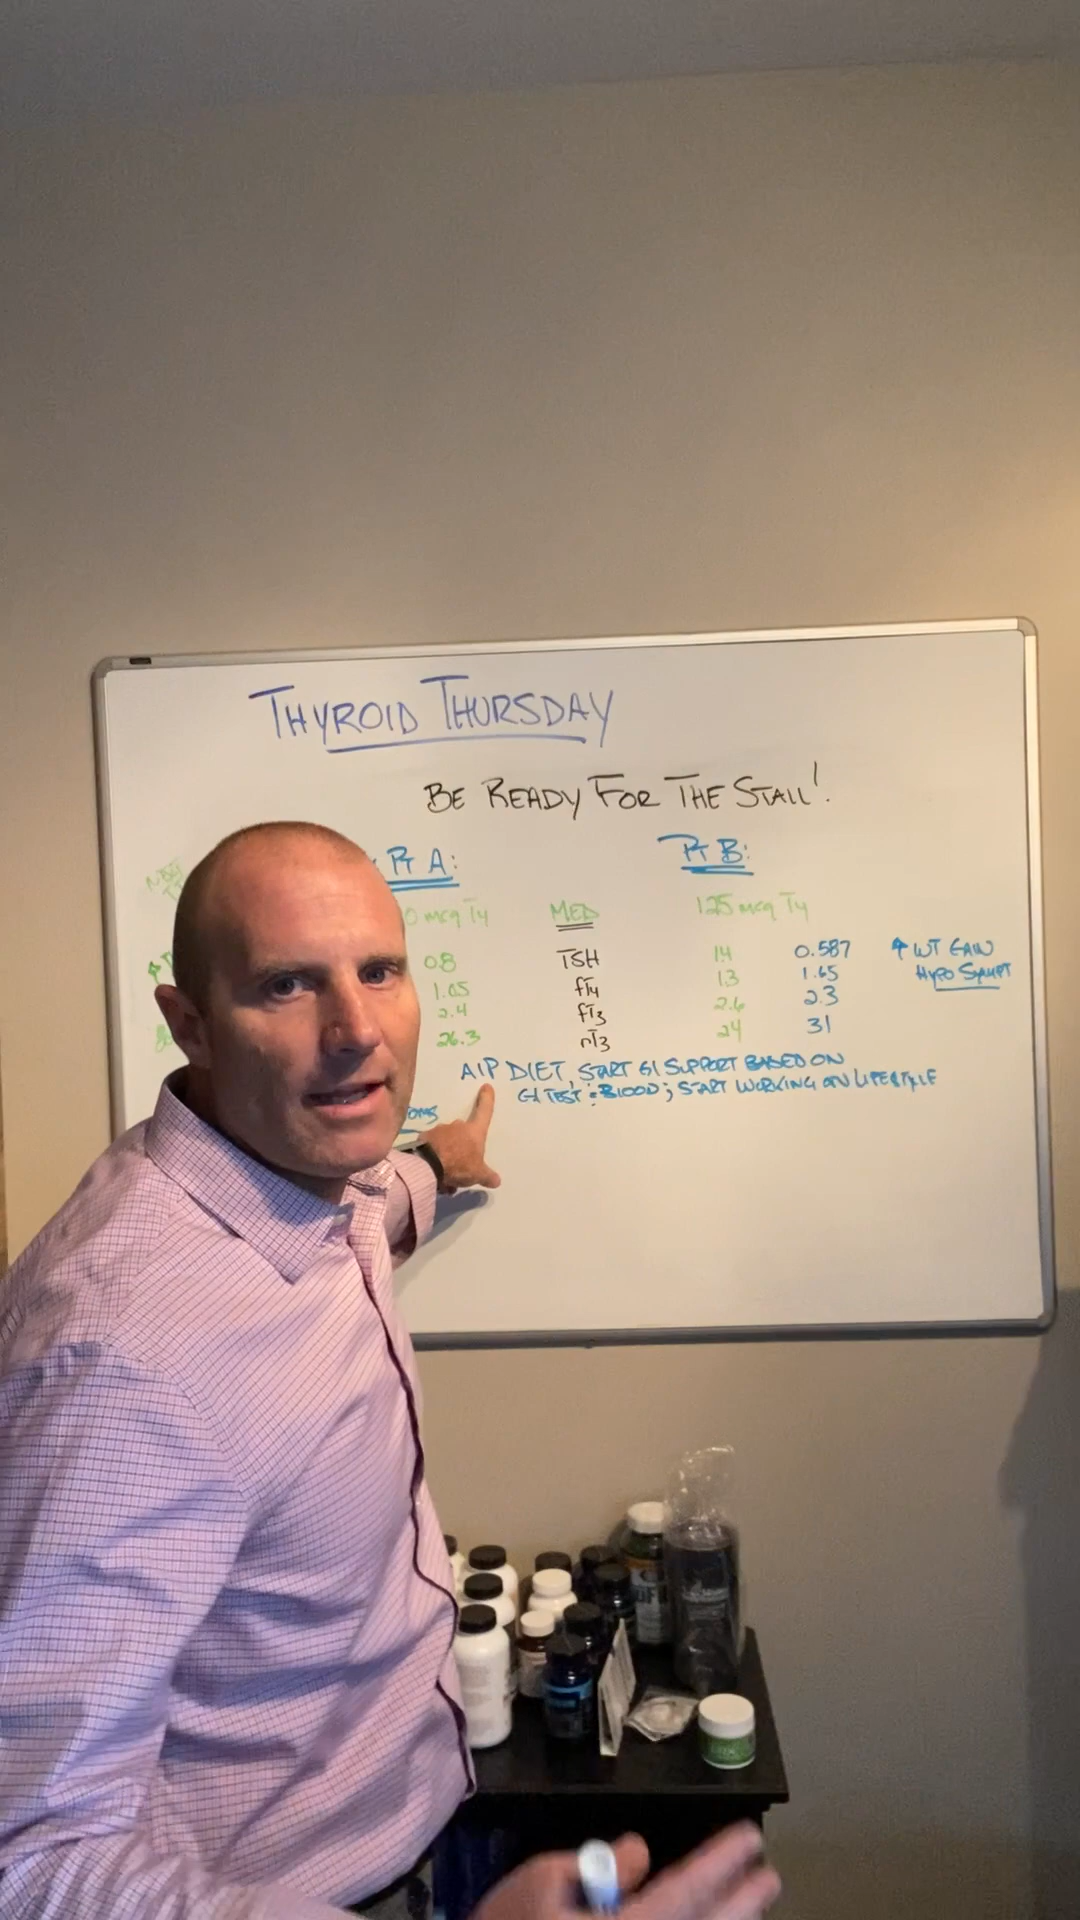 THYROID THURSDAY
BE READY FOR THE STALL!
PT A:
PT B:
0 mcg T4
MED
125 mcg T4
0.8
TSH
1.4
0.587
↑ WT GAIN
1.05
fT4
1.3
1.65
HYPO SYMPT
2.4
fT3
2.6
2.3
26.3
rT3
24
31
AIP DIET, START GI SUPPORT BASED ON
GI TEST & BLOOD; START WORKING ON LIFESTYLE
OMS